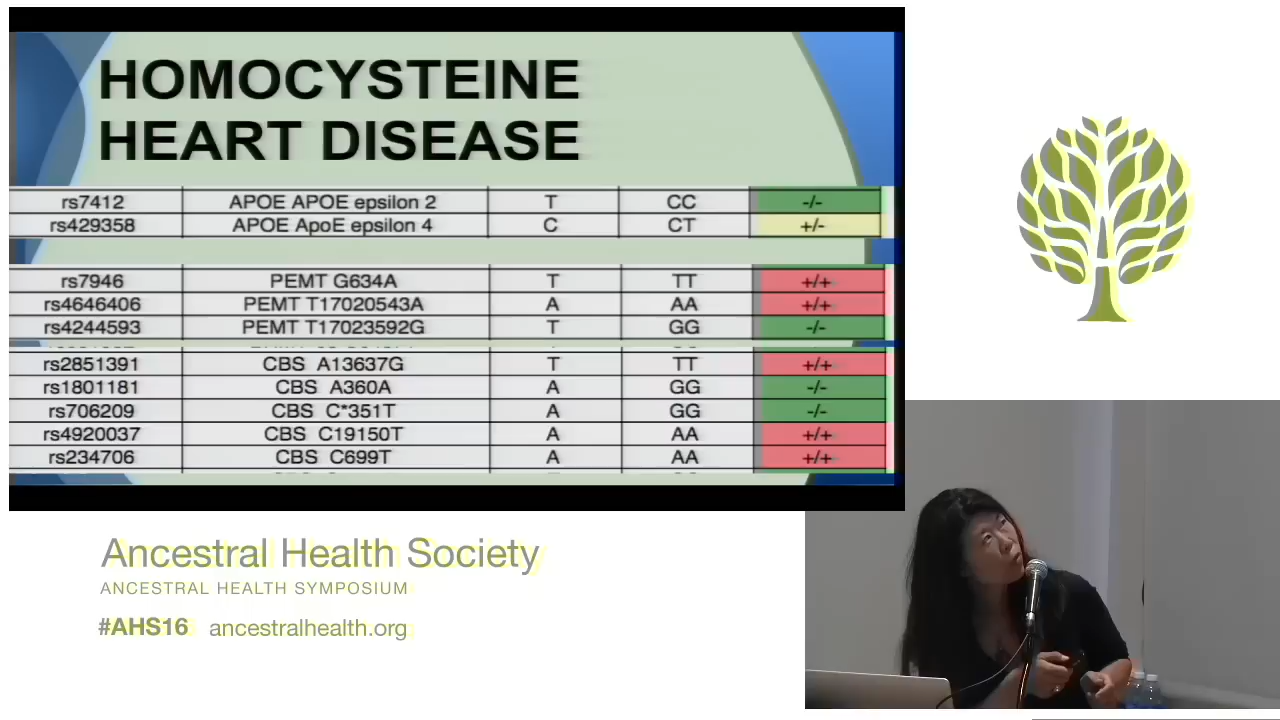 HOMOCYSTEINE
HEART DISEASE
rs7412 APOE APOE epsilon 2 T CC -/-
rs429358 APOE ApoE epsilon 4 C CT +/-
rs7946 PEMT G634A T TT +/+
rs4646406 PEMT T17020543A A AA +/+
rs4244593 PEMT T17023592G T GG -/-
rs2851391 CBS A13637G T TT +/+
rs1801181 CBS A360A A GG -/-
rs706209 CBS C*351T A GG -/-
rs4920037 CBS C19150T A AA +/+
rs234706 CBS C699T A AA +/+
Ancestral Health Society
ANCESTRAL HEALTH SYMPOSIUM
#AHS16 ancestralhealth.org